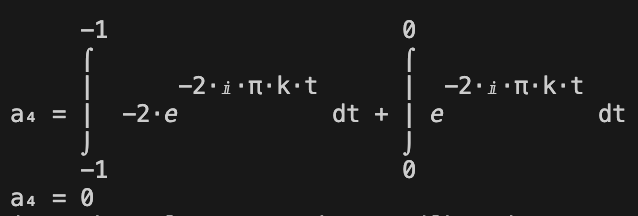 -1 0
⌠ ⌠
⎮ -2⋅ⅈ⋅π⋅k⋅t ⎮ -2⋅ⅈ⋅π⋅k⋅t
a₄ = ⎮ -2⋅ℯ dt + ⎮ ℯ dt
⌡ ⌡
-1 0
a₄ = 0